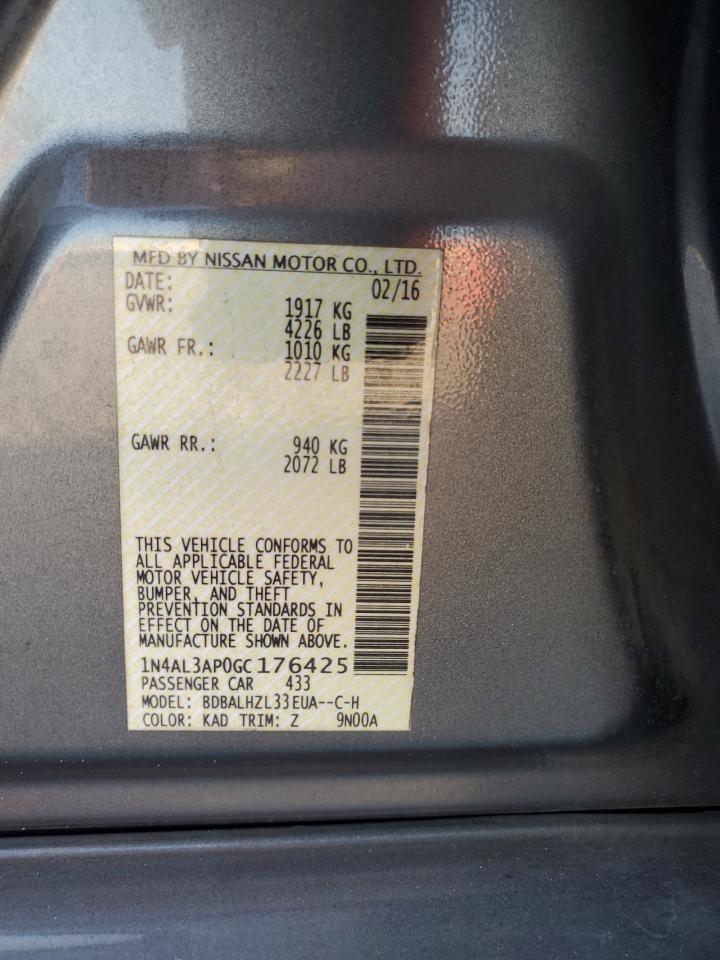 MFD BY NISSAN MOTOR CO., LTD.
DATE: 02/16
GVWR: 1917 KG
4226 LB
GAWR FR.: 1010 KG
2227 LB
GAWR RR.: 940 KG
2072 LB
THIS VEHICLE CONFORMS TO
ALL APPLICABLE FEDERAL
MOTOR VEHICLE SAFETY,
BUMPER, AND THEFT
PREVENTION STANDARDS IN
EFFECT ON THE DATE OF
MANUFACTURE SHOWN ABOVE.
1N4AL3AP0GC176425
PASSENGER CAR 433
MODEL: BDBALHZL33EUA--C-H
COLOR: KAD TRIM: Z 9N00A